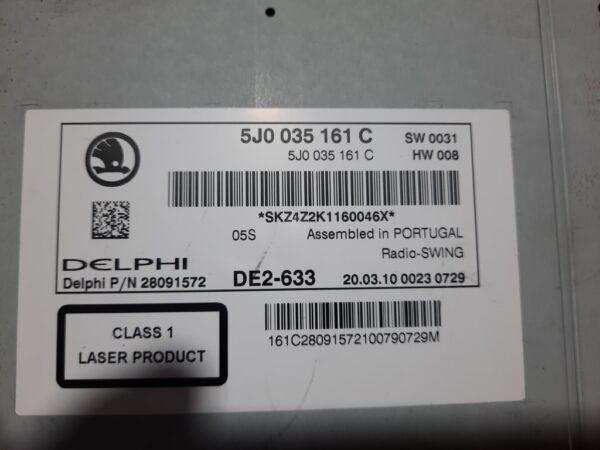 5J0 035 161 C SW 0031
5J0 035 161 C HW 008
*SKZ4Z2K1160046X*
05S Assembled in PORTUGAL
Radio-SWING
DELPHI
Delphi P/N 28091572 DE2-633 20.03.10 0023 0729
CLASS 1
LASER PRODUCT
161C28091572100790729M